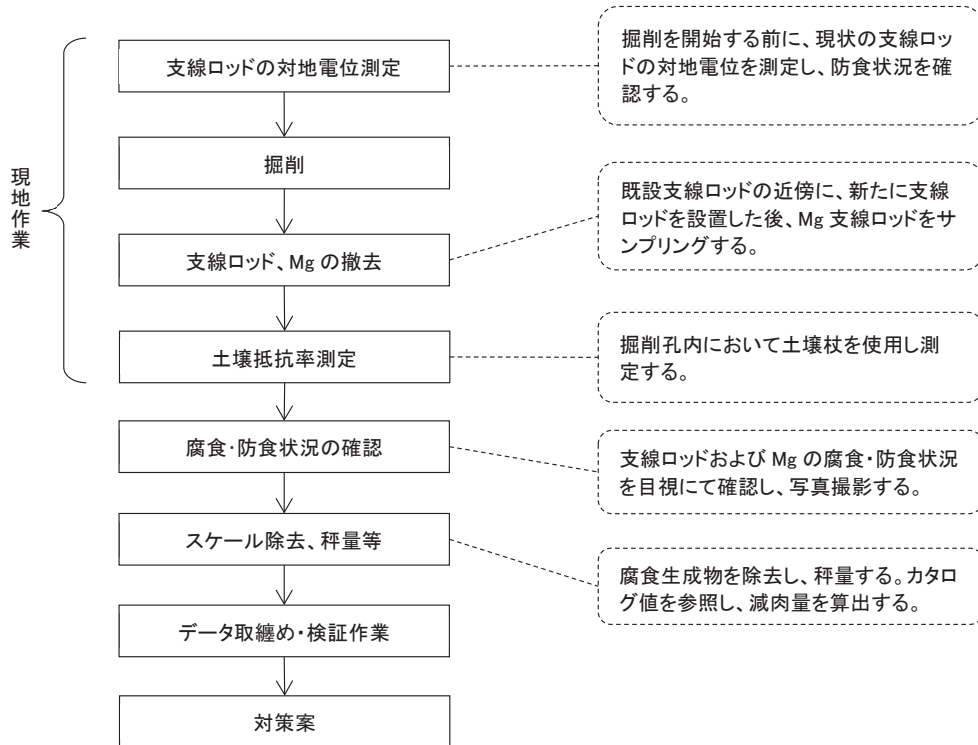 現地作業
支線ロッドの対地電位測定
掘削を開始する前に、現状の支線ロッ
ドの対地電位を測定し、防食状況を確
認する。
掘削
支線ロッド、Mg の撤去
既設支線ロッドの近傍に、新たに支線
ロッドを設置した後、Mg 支線ロッドをサ
ンプリングする。
土壌抵抗率測定
掘削孔内において土壌杖を使用し測
定する。
腐食・防食状況の確認
支線ロッドおよび Mg の腐食・防食状況
を目視にて確認し、写真撮影する。
スケール除去、秤量等
腐食生成物を除去し、秤量する。カタロ
グ値を参照し、減肉量を算出する。
データ取纏め・検証作業
対策案